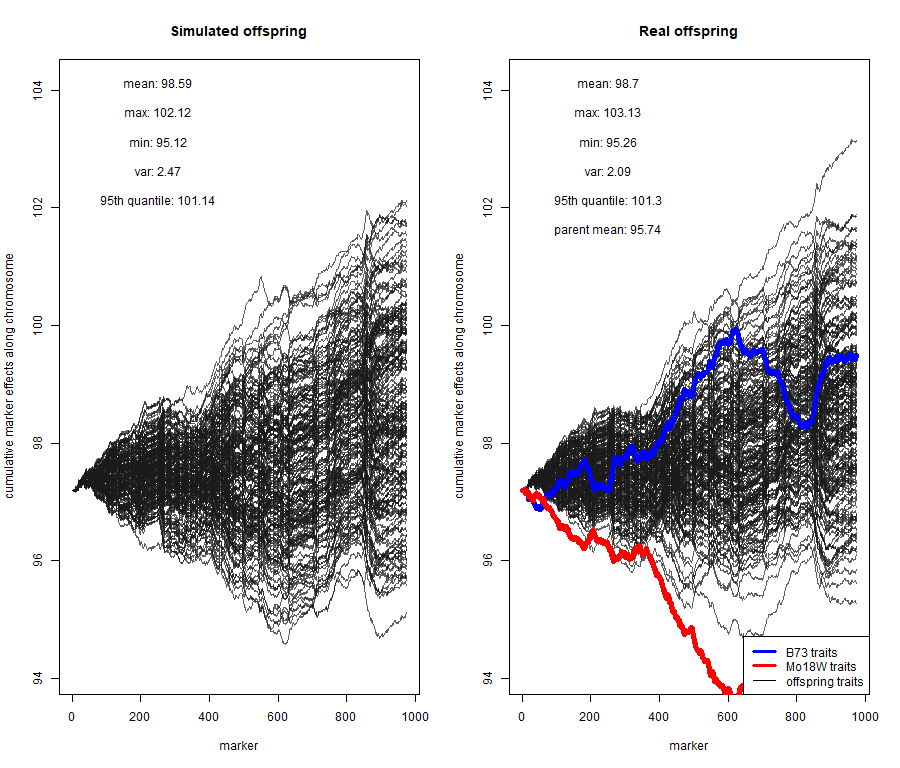 Simulated offspring
mean: 98.59
max: 102.12
min: 95.12
var: 2.47
95th quantile: 101.14
cumulative marker effects along chromosome
104
102
100
98
96
94
0 200 400 600 800 1000
marker
Real offspring
mean: 98.7
max: 103.13
min: 95.26
var: 2.09
95th quantile: 101.3
parent mean: 95.74
cumulative marker effects along chromosome
104
102
100
98
96
94
B73 traits
Mo18W traits
offspring traits
0 200 400 600 800 1000
marker